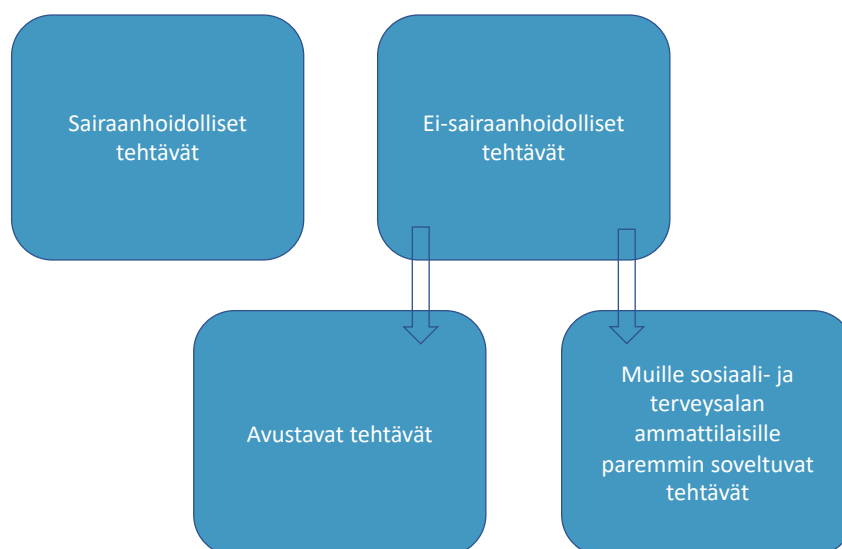 Sairaanhoidolliset
tehtävät
Ei-sairaanhoidolliset
tehtävät
Avustavat tehtävät
Muille sosiaali- ja
terveysalan
ammattilaisille
paremmin soveltuvat
tehtävät